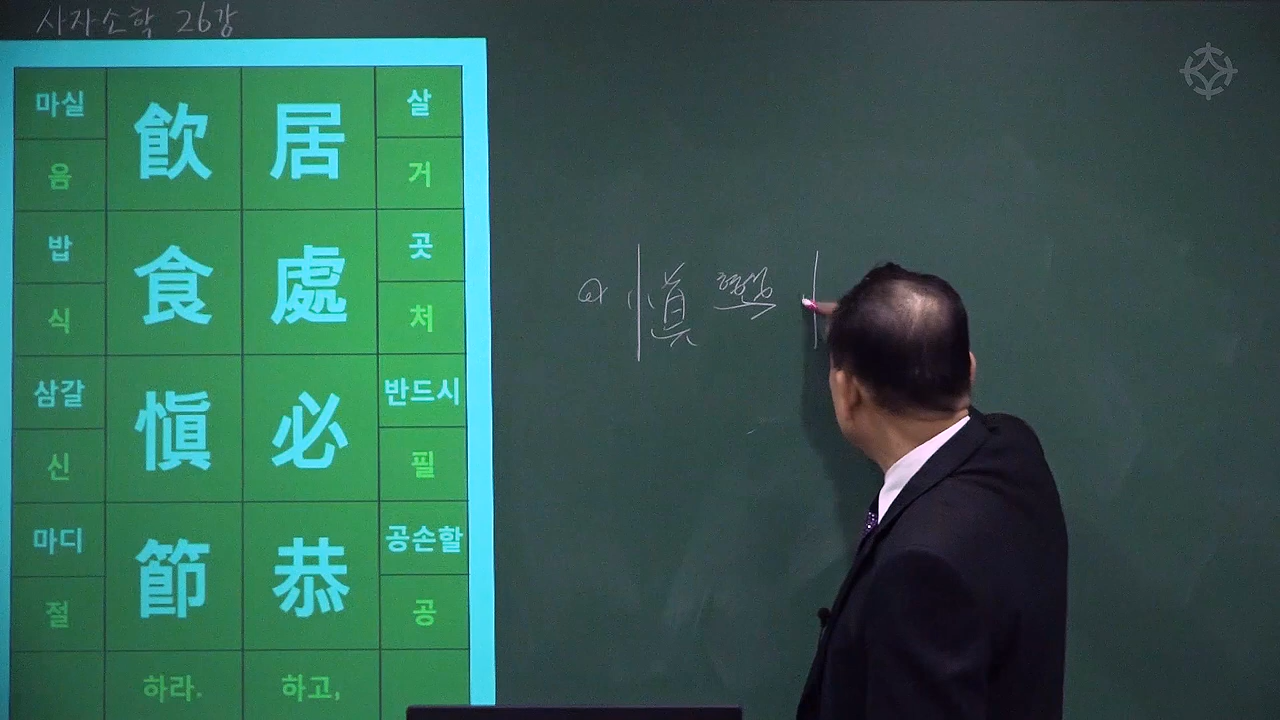 사자소학 26강
마실 飮 居 살
음 거
밥 食 處 곳
식 처
삼갈 愼 必 반드시
신 필
마디 節 恭 공손할
절 공
하라. 하고,
愼 형성